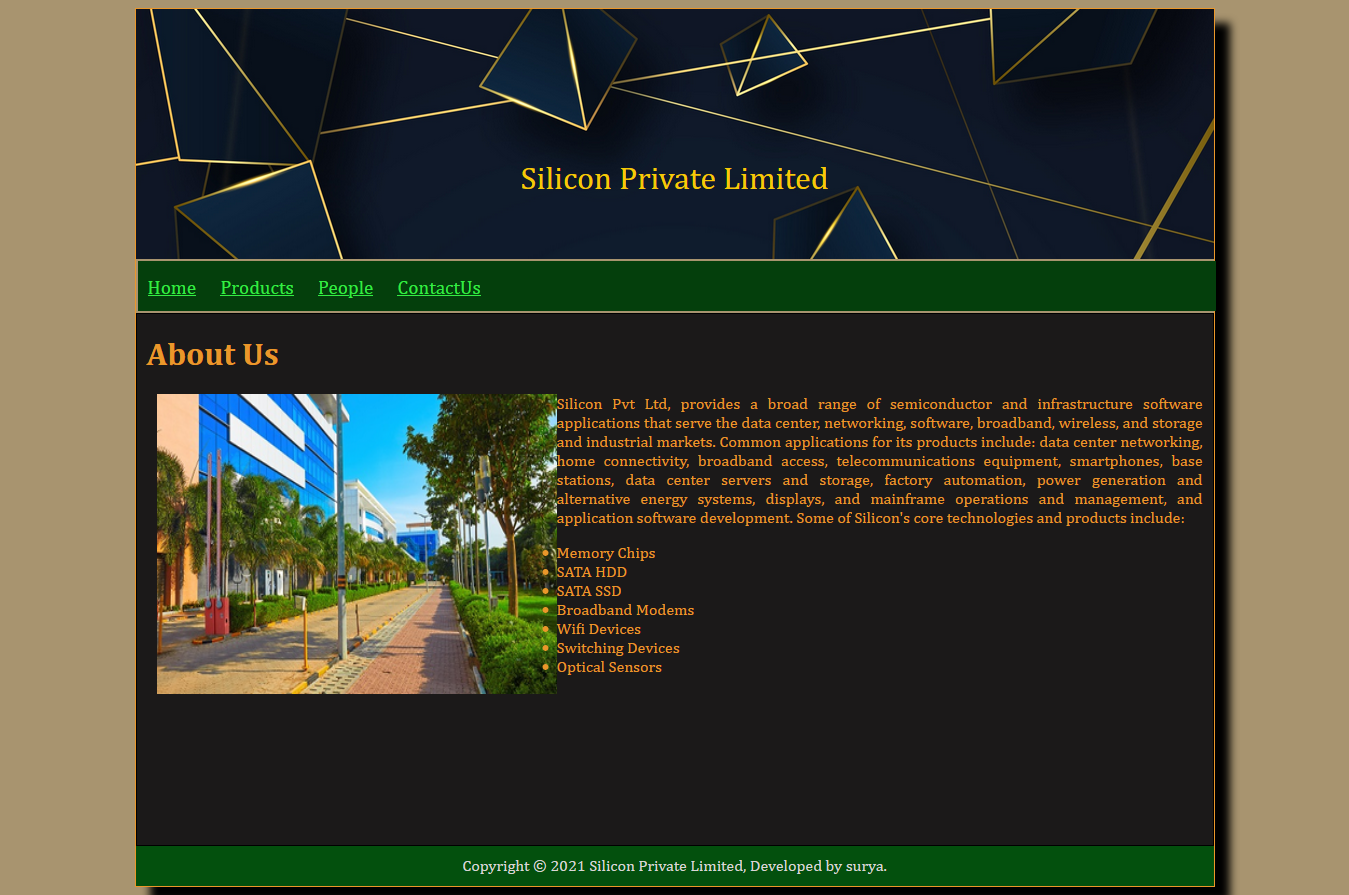 Silicon Private Limited
Home Products People ContactUs
About Us
Silicon Pvt Ltd, provides a broad range of semiconductor and infrastructure software
applications that serve the data center, networking, software, broadband, wireless, and storage
and industrial markets. Common applications for its products include: data center networking,
home connectivity, broadband access, telecommunications equipment, smartphones, base
stations, data center servers and storage, factory automation, power generation and
alternative energy systems, displays, and mainframe operations and management, and
application software development. Some of Silicon's core technologies and products include:
• Memory Chips
• SATA HDD
• SATA SSD
• Broadband Modems
• Wifi Devices
• Switching Devices
• Optical Sensors
Copyright © 2021 Silicon Private Limited, Developed by surya.